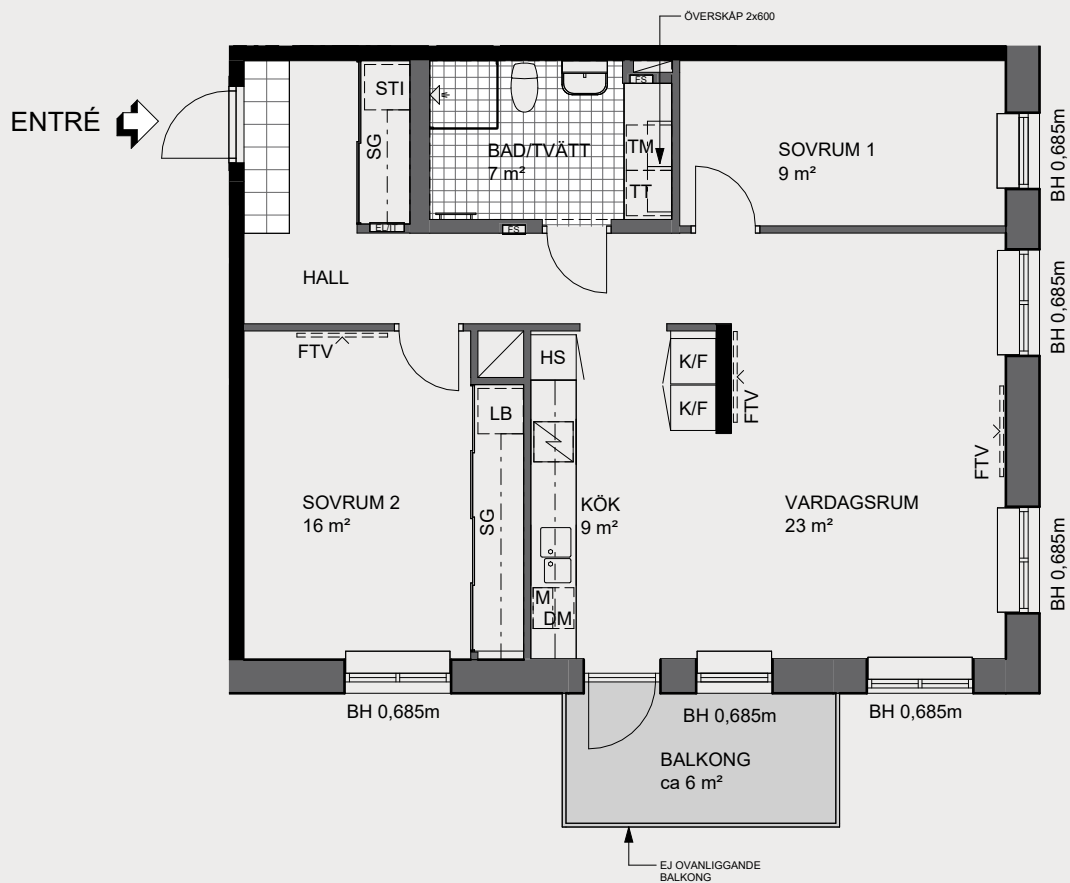 ÖVERSKÅP 2x600
ENTRÉ
STI
SG
FS
BAD/TVÄTT
7 m²
TM
TT
SOVRUM 1
9 m²
BH 0,685m
EL/IT
FS
HALL
BH 0,685m
FTV
HS
K/F
K/F
FTV
FTV
LB
SG
SOVRUM 2
16 m²
KÖK
9 m²
VARDAGSRUM
23 m²
BH 0,685m
M
DM
BH 0,685m
BH 0,685m
BH 0,685m
BALKONG
ca 6 m²
EJ OVANLIGGANDE
BALKONG